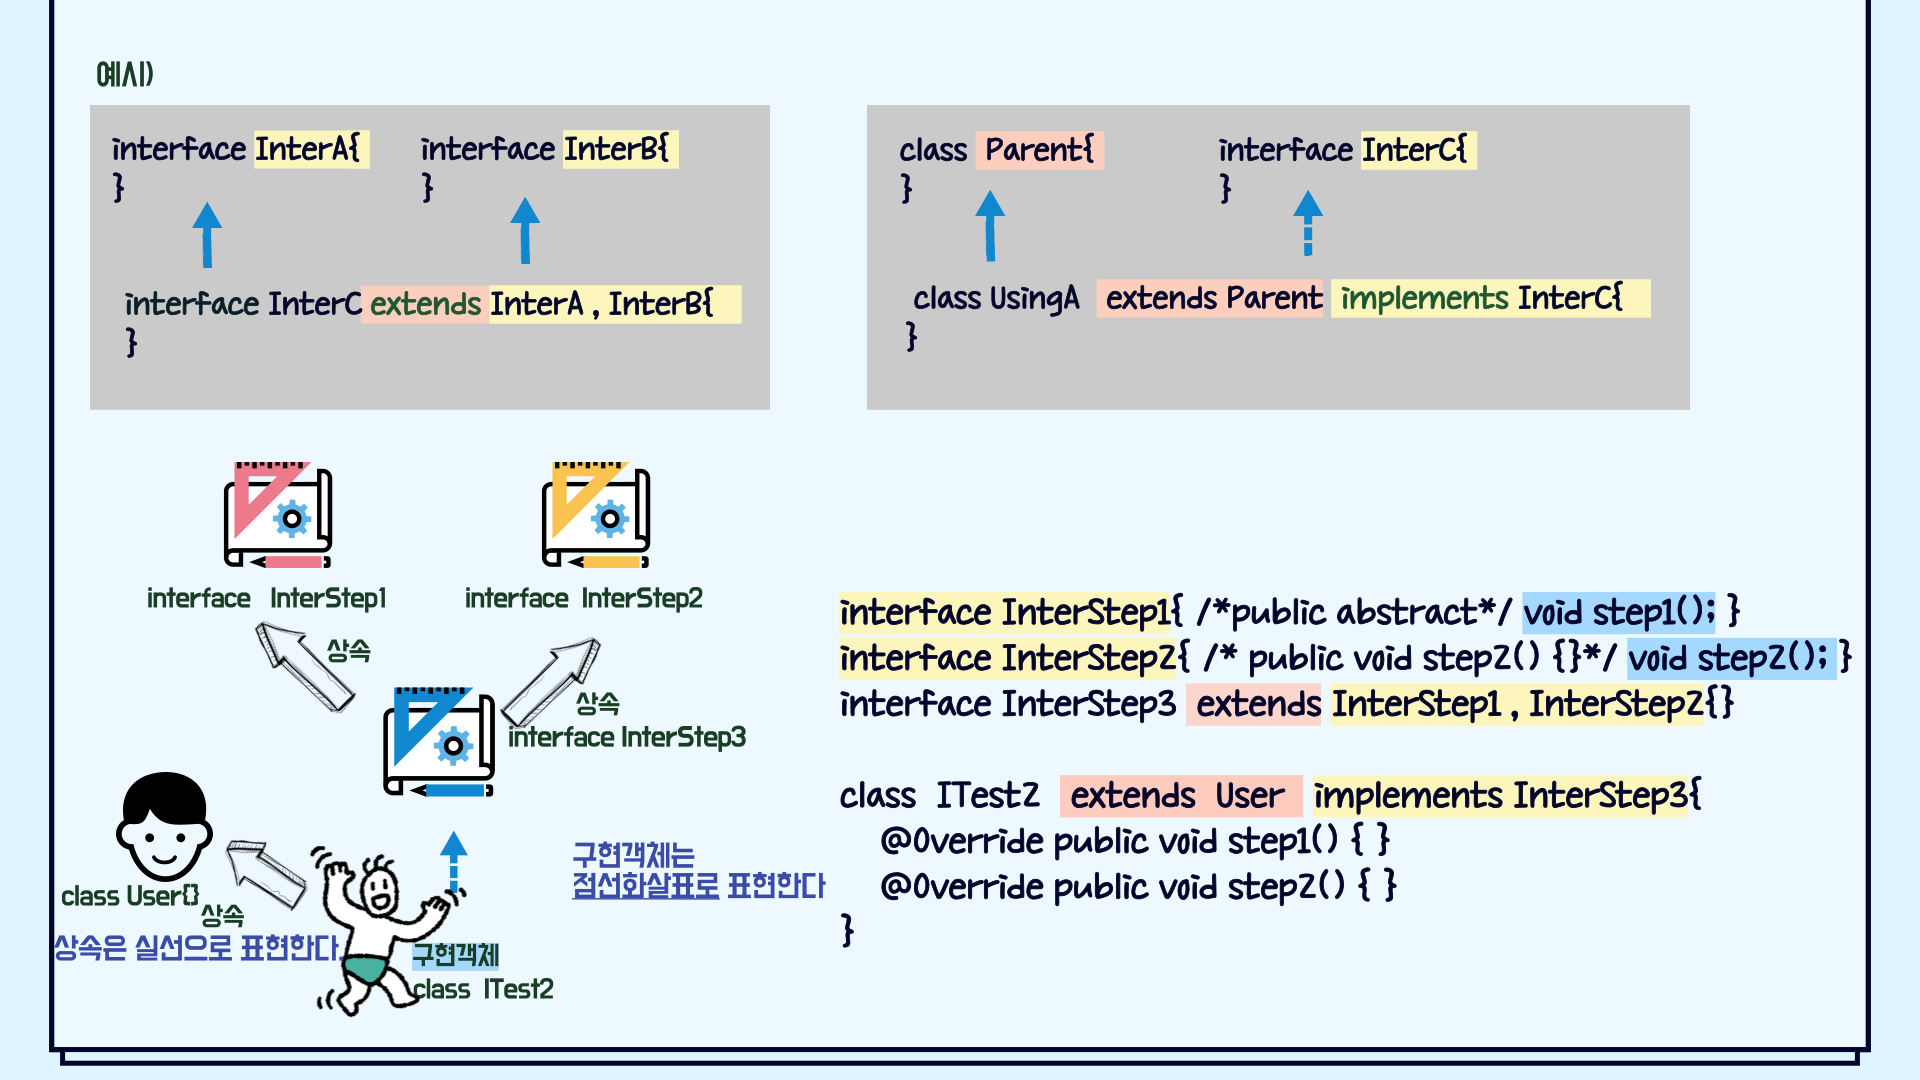 예시)
interface InterA{
}
interface InterB{
}
interface InterC extends InterA , InterB{
}
class Parent{
}
interface InterC{
}
class UsingA extends Parent implements InterC{
}
interface InterStep1
interface InterStep2
상속
상속
interface InterStep3
class User{}
상속
상속은 실선으로 표현한다.
구현객체는
점선화살표로 표현한다
구현객체
class ITest2
interface InterStep1{ /*public abstract*/ void step1(); }
interface InterStep2{ /* public void step2() {}*/ void step2(); }
interface InterStep3 extends InterStep1 , InterStep2{}
class ITest2 extends User implements InterStep3{
@Override public void step1() { }
@Override public void step2() { }
}